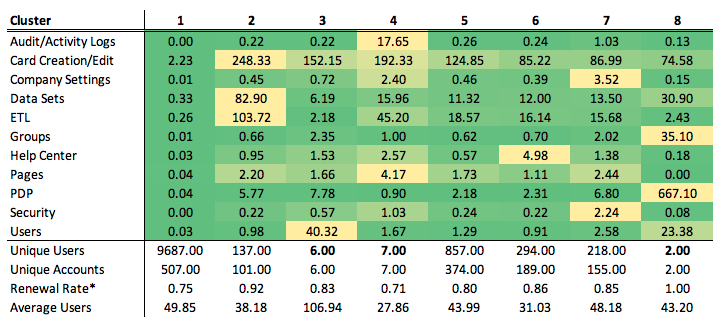 Cluster 1 2 3 4 5 6 7 8
Audit/Activity Logs 0.00 0.22 0.22 17.65 0.26 0.24 1.03 0.13
Card Creation/Edit 2.23 248.33 152.15 192.33 124.85 85.22 86.99 74.58
Company Settings 0.01 0.45 0.72 2.40 0.46 0.39 3.52 0.15
Data Sets 0.33 82.90 6.19 15.96 11.32 12.00 13.50 30.90
ETL 0.26 103.72 2.18 45.20 18.57 16.14 15.68 2.43
Groups 0.01 0.66 2.35 1.00 0.62 0.70 2.02 35.10
Help Center 0.03 0.95 1.53 2.57 0.57 4.98 1.38 0.18
Pages 0.04 2.20 1.66 4.17 1.73 1.11 2.44 0.00
PDP 0.04 5.77 7.78 0.90 2.18 2.31 6.80 667.10
Security 0.00 0.22 0.57 1.03 0.24 0.22 2.24 0.08
Users 0.03 0.98 40.32 1.67 1.29 0.91 2.58 23.38
Unique Users 9687.00 137.00 6.00 7.00 857.00 294.00 218.00 2.00
Unique Accounts 507.00 101.00 6.00 7.00 374.00 189.00 155.00 2.00
Renewal Rate* 0.75 0.92 0.83 0.71 0.80 0.86 0.85 1.00
Average Users 49.85 38.18 106.94 27.86 43.99 31.03 48.18 43.20